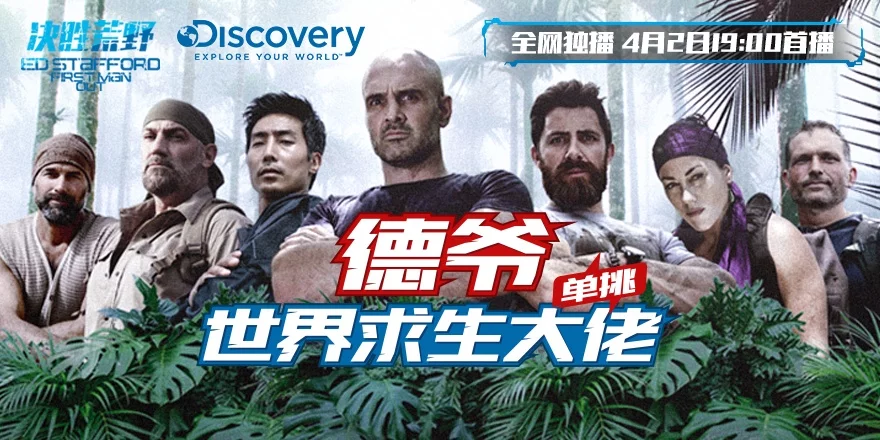 决胜荒野
ED STAFFORD
FIRST MAN
OUT
Discovery
EXPLORE YOUR WORLD™
全网独播 4月2日19:00首播
德爷
单挑
世界求生大佬